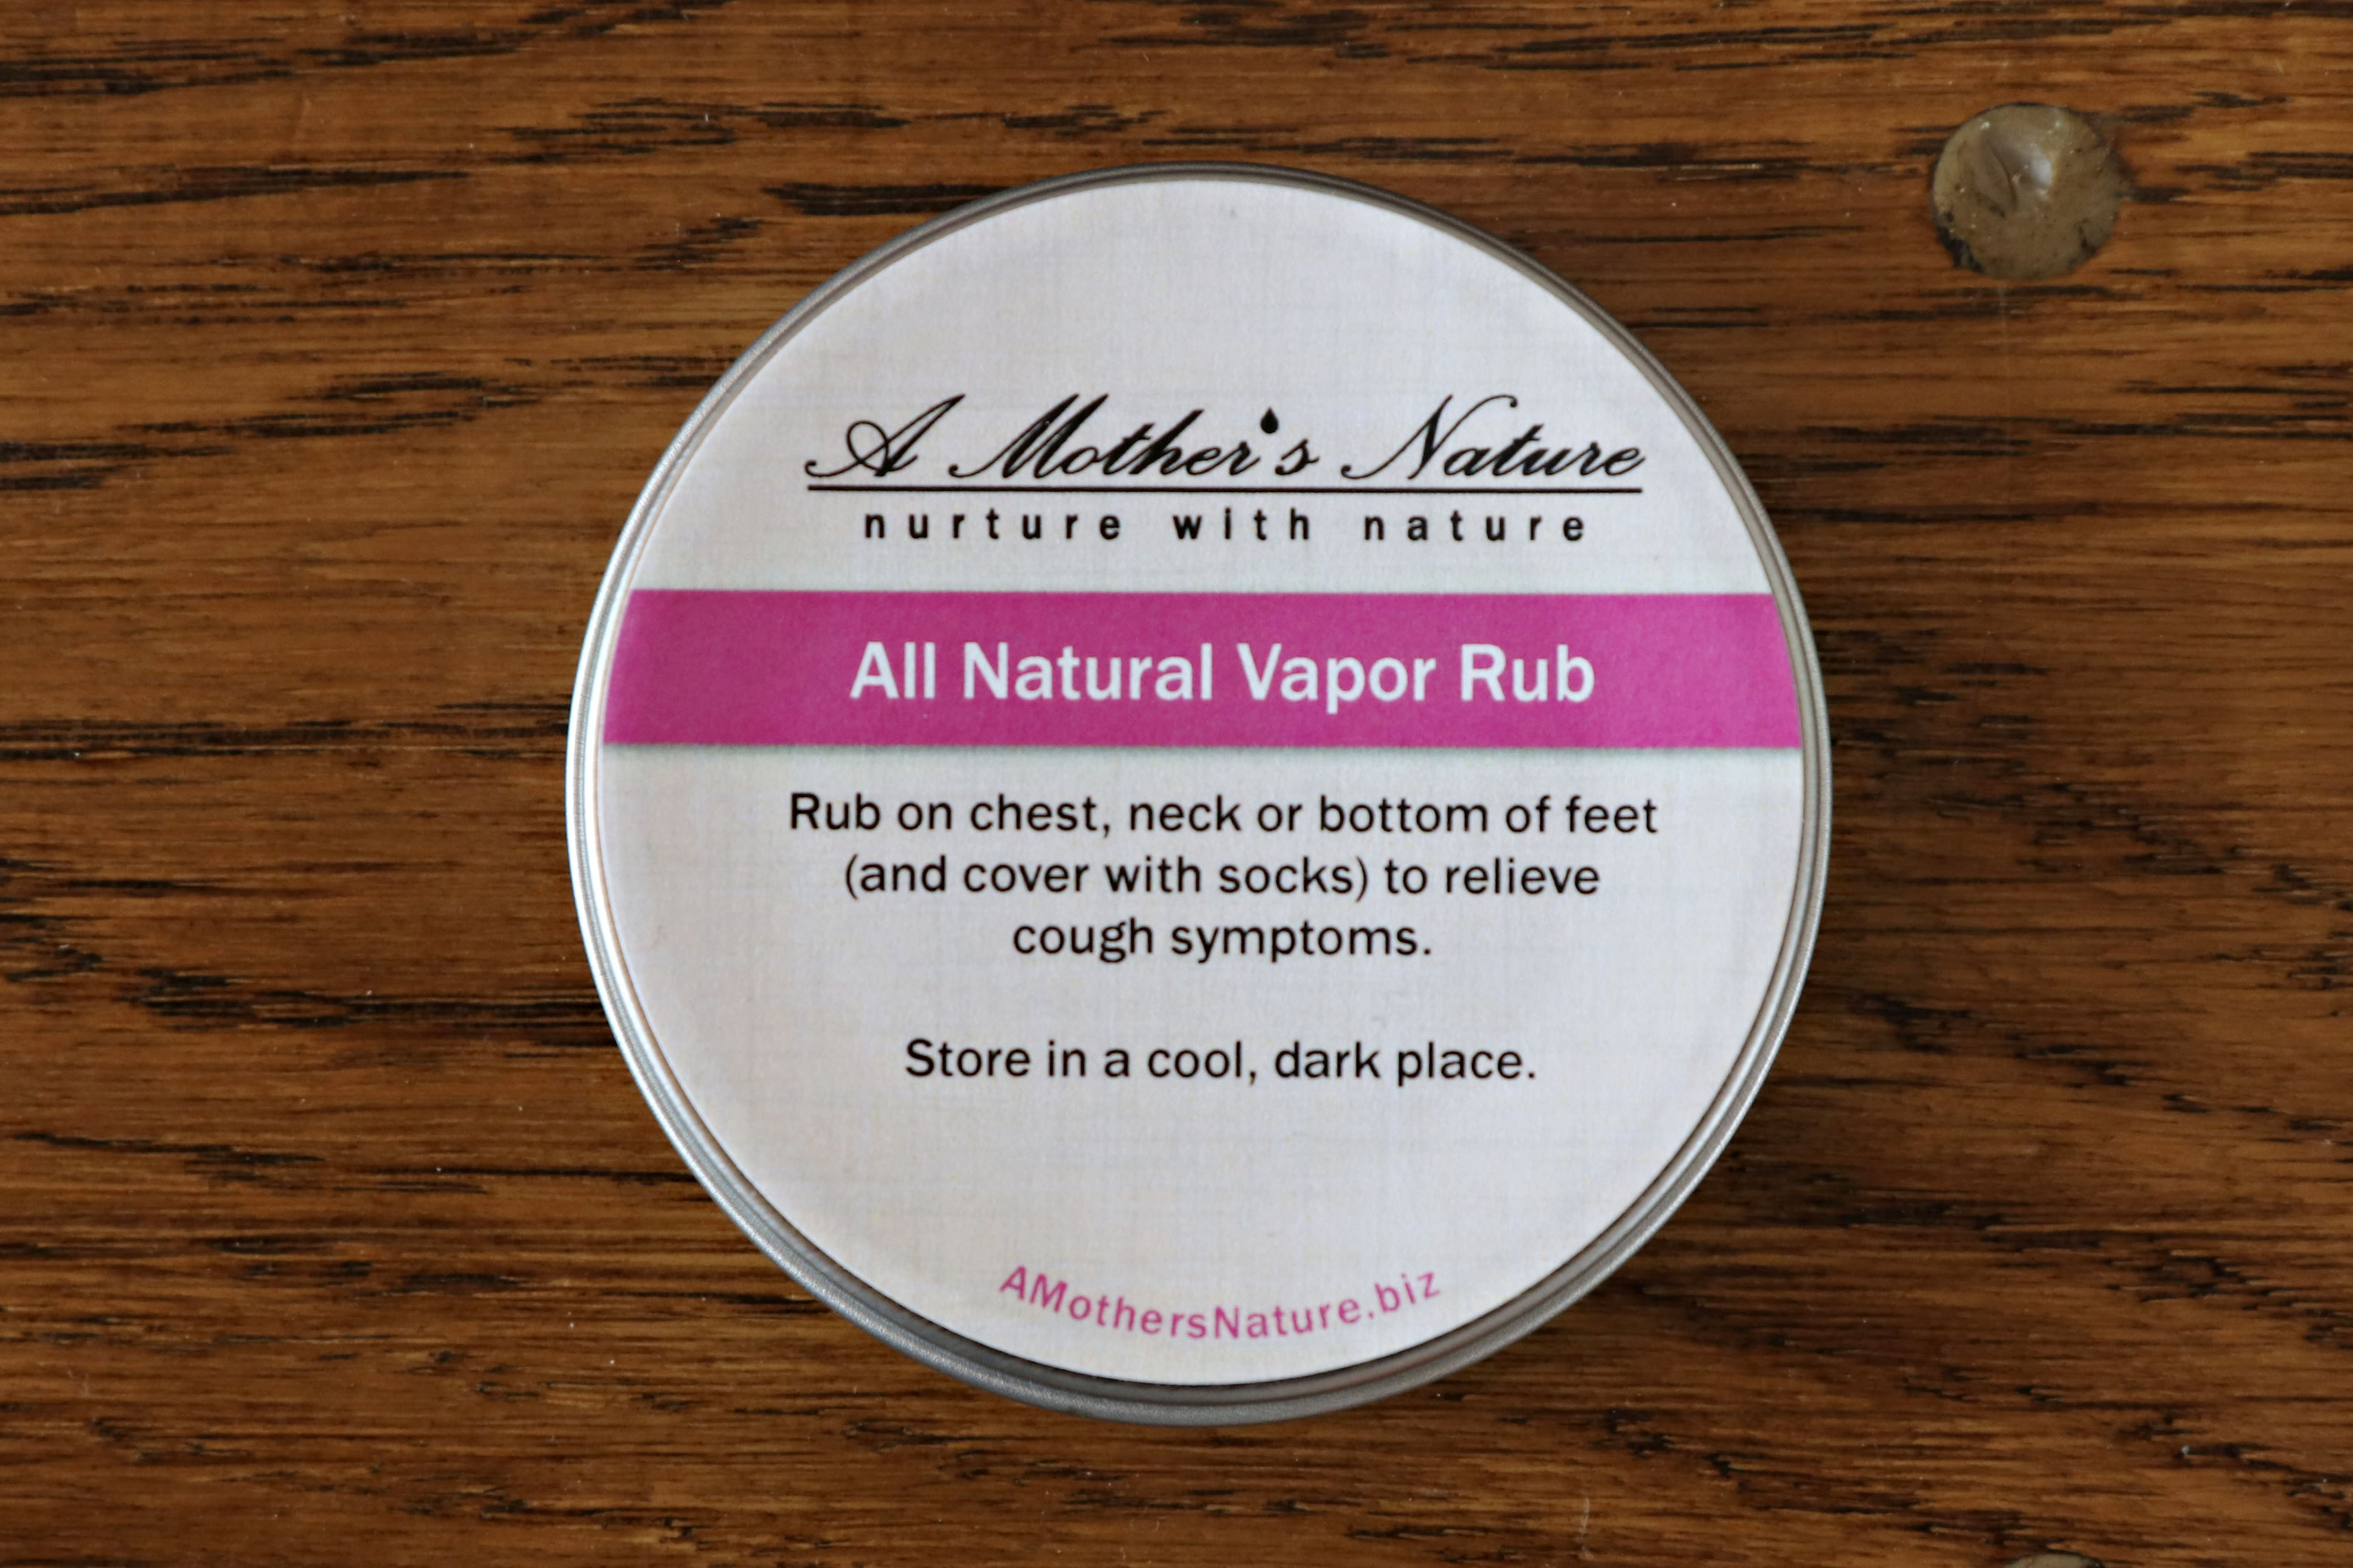 A Mother's Nature
nurture with nature
All Natural Vapor Rub
Rub on chest, neck or bottom of feet
(and cover with socks) to relieve
cough symptoms.
Store in a cool, dark place.
AMothersNature.biz